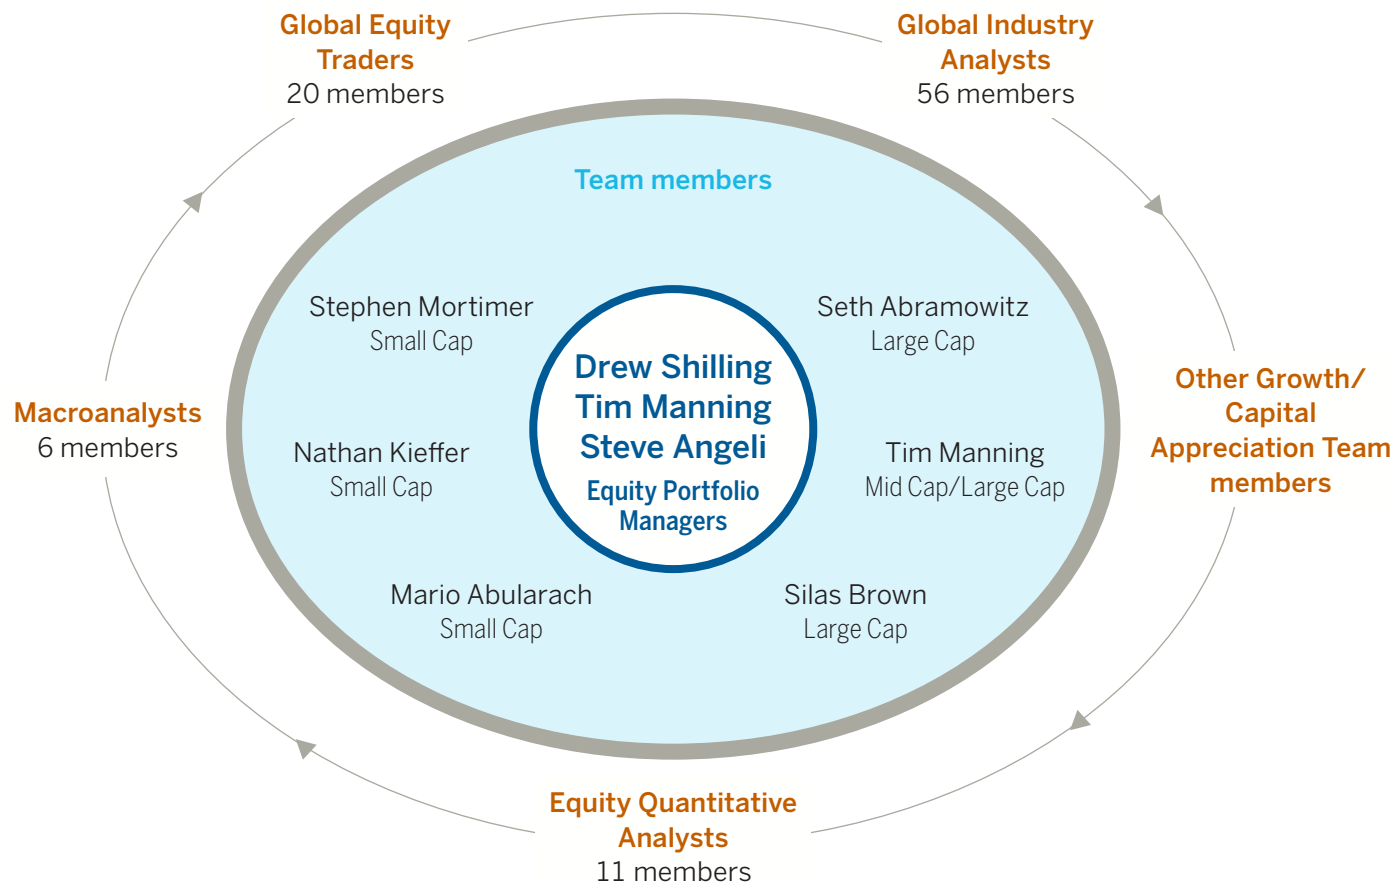 Global Equity
Traders
20 members
Global Industry
Analysts
56 members
Team members
Stephen Mortimer
Small Cap
Seth Abramowitz
Large Cap
Drew Shilling
Tim Manning
Steve Angeli
Equity Portfolio
Managers
Macroanalysts
6 members
Nathan Kieffer
Small Cap
Tim Manning
Mid Cap/Large Cap
Other Growth/
Capital
Appreciation Team
members
Mario Abularach
Small Cap
Silas Brown
Large Cap
Equity Quantitative
Analysts
11 members